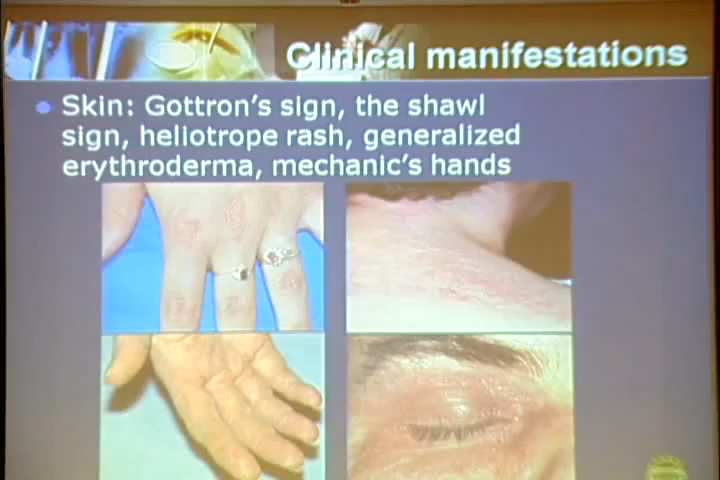 Clinical manifestations
Skin: Gottron's sign, the shawl
sign, heliotrope rash, generalized
erythroderma, mechanic's hands